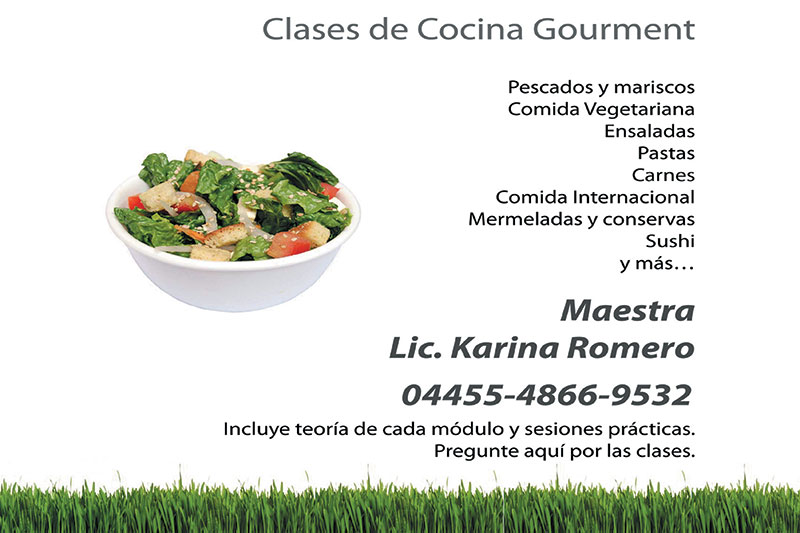 Clases de Cocina Gourment
Pescados y mariscos
Comida Vegetariana
Ensaladas
Pastas
Carnes
Comida Internacional
Mermeladas y conservas
Sushi
y más…
Maestra
Lic. Karina Romero
04455-4866-9532
Incluye teoría de cada módulo y sesiones prácticas.
Pregunte aquí por las clases.